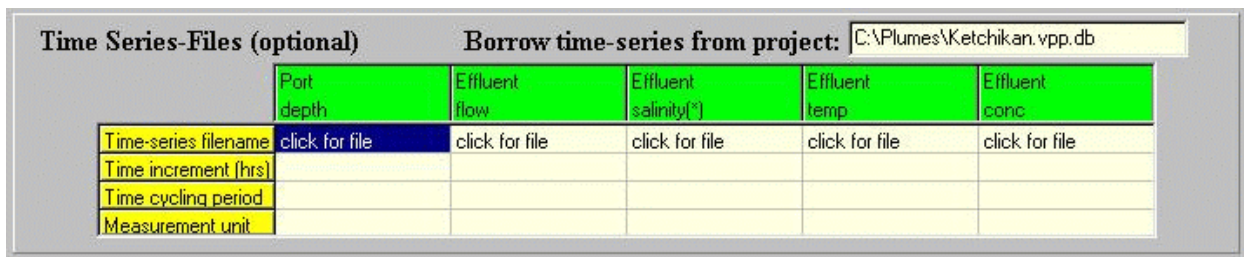 Time Series-Files (optional) Borrow time-series from project: C:\Plumes\Ketchikan.vpp.db
Port depth Effluent flow Effluent salinity(*) Effluent temp Effluent conc
Time-series filename click for file click for file click for file click for file click for file
Time increment (hrs)
Time cycling period
Measurement unit